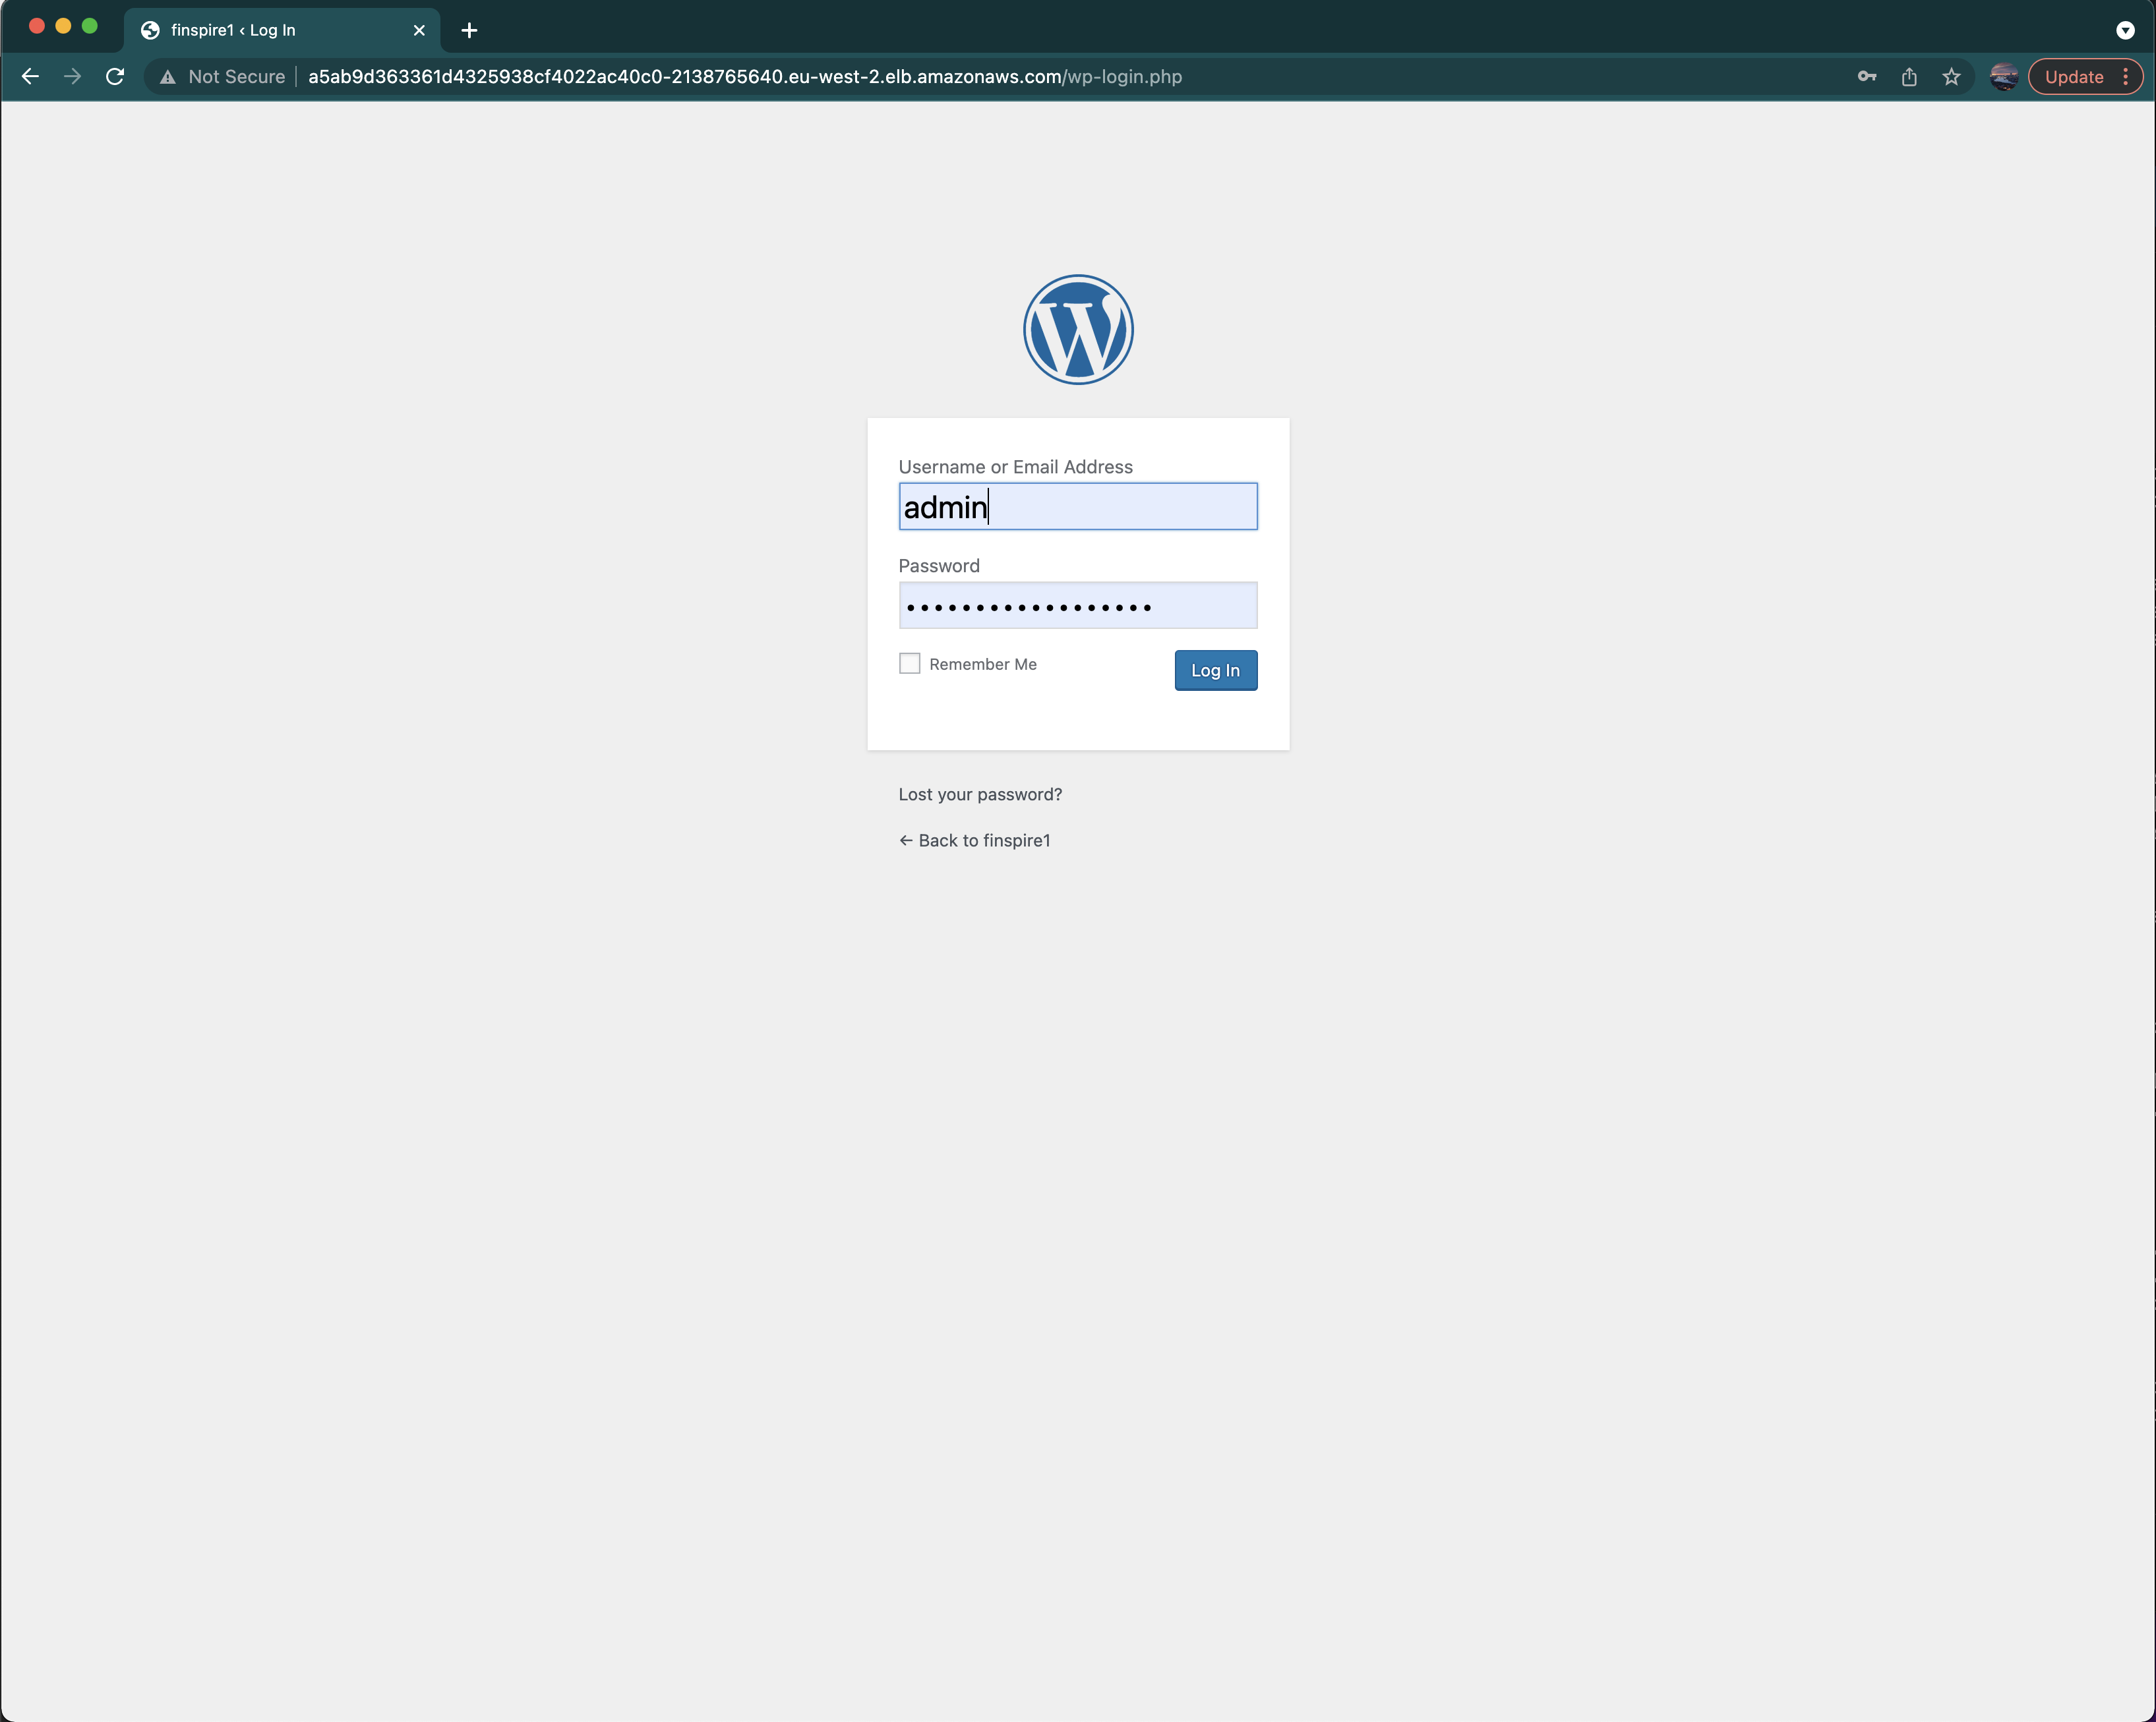 finspire1 ‹ Log In
Not Secure | a5ab9d363361d4325938cf4022ac40c0-2138765640.eu-west-2.elb.amazonaws.com/wp-login.php
Update
Username or Email Address
admin
Password
••••••••••••••••••
Remember Me
Log In
Lost your password?
← Back to finspire1